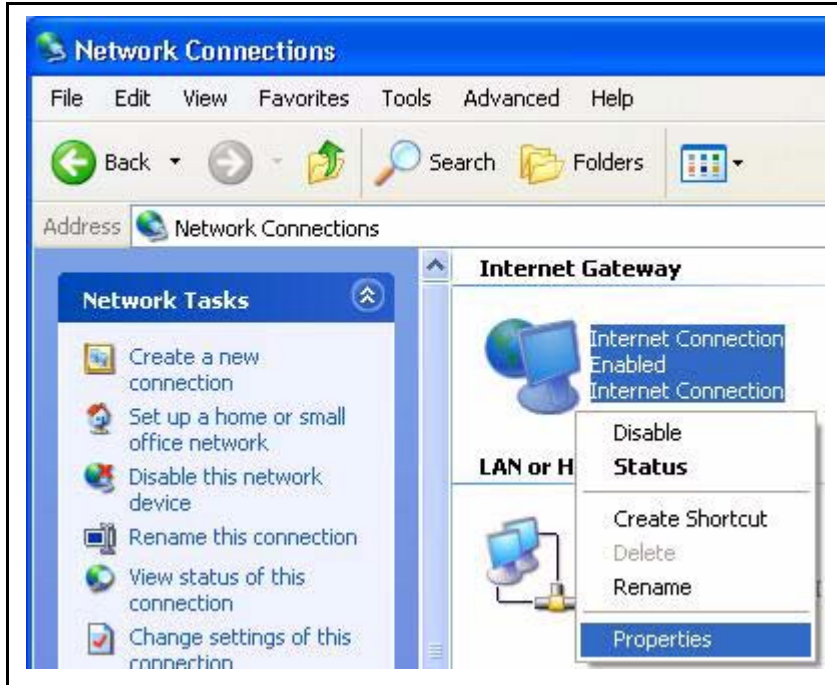 Network Connections
File Edit View Favorites Tools Advanced Help
Back Search Folders
Address Network Connections
Network Tasks
Create a new
connection
Set up a home or small
office network
Disable this network
device
Rename this connection
View status of this
connection
Change settings of this
connection
Internet Gateway
Internet Connection
Enabled
Internet Connection
LAN or H
Disable
Status
Create Shortcut
Delete
Rename
Properties